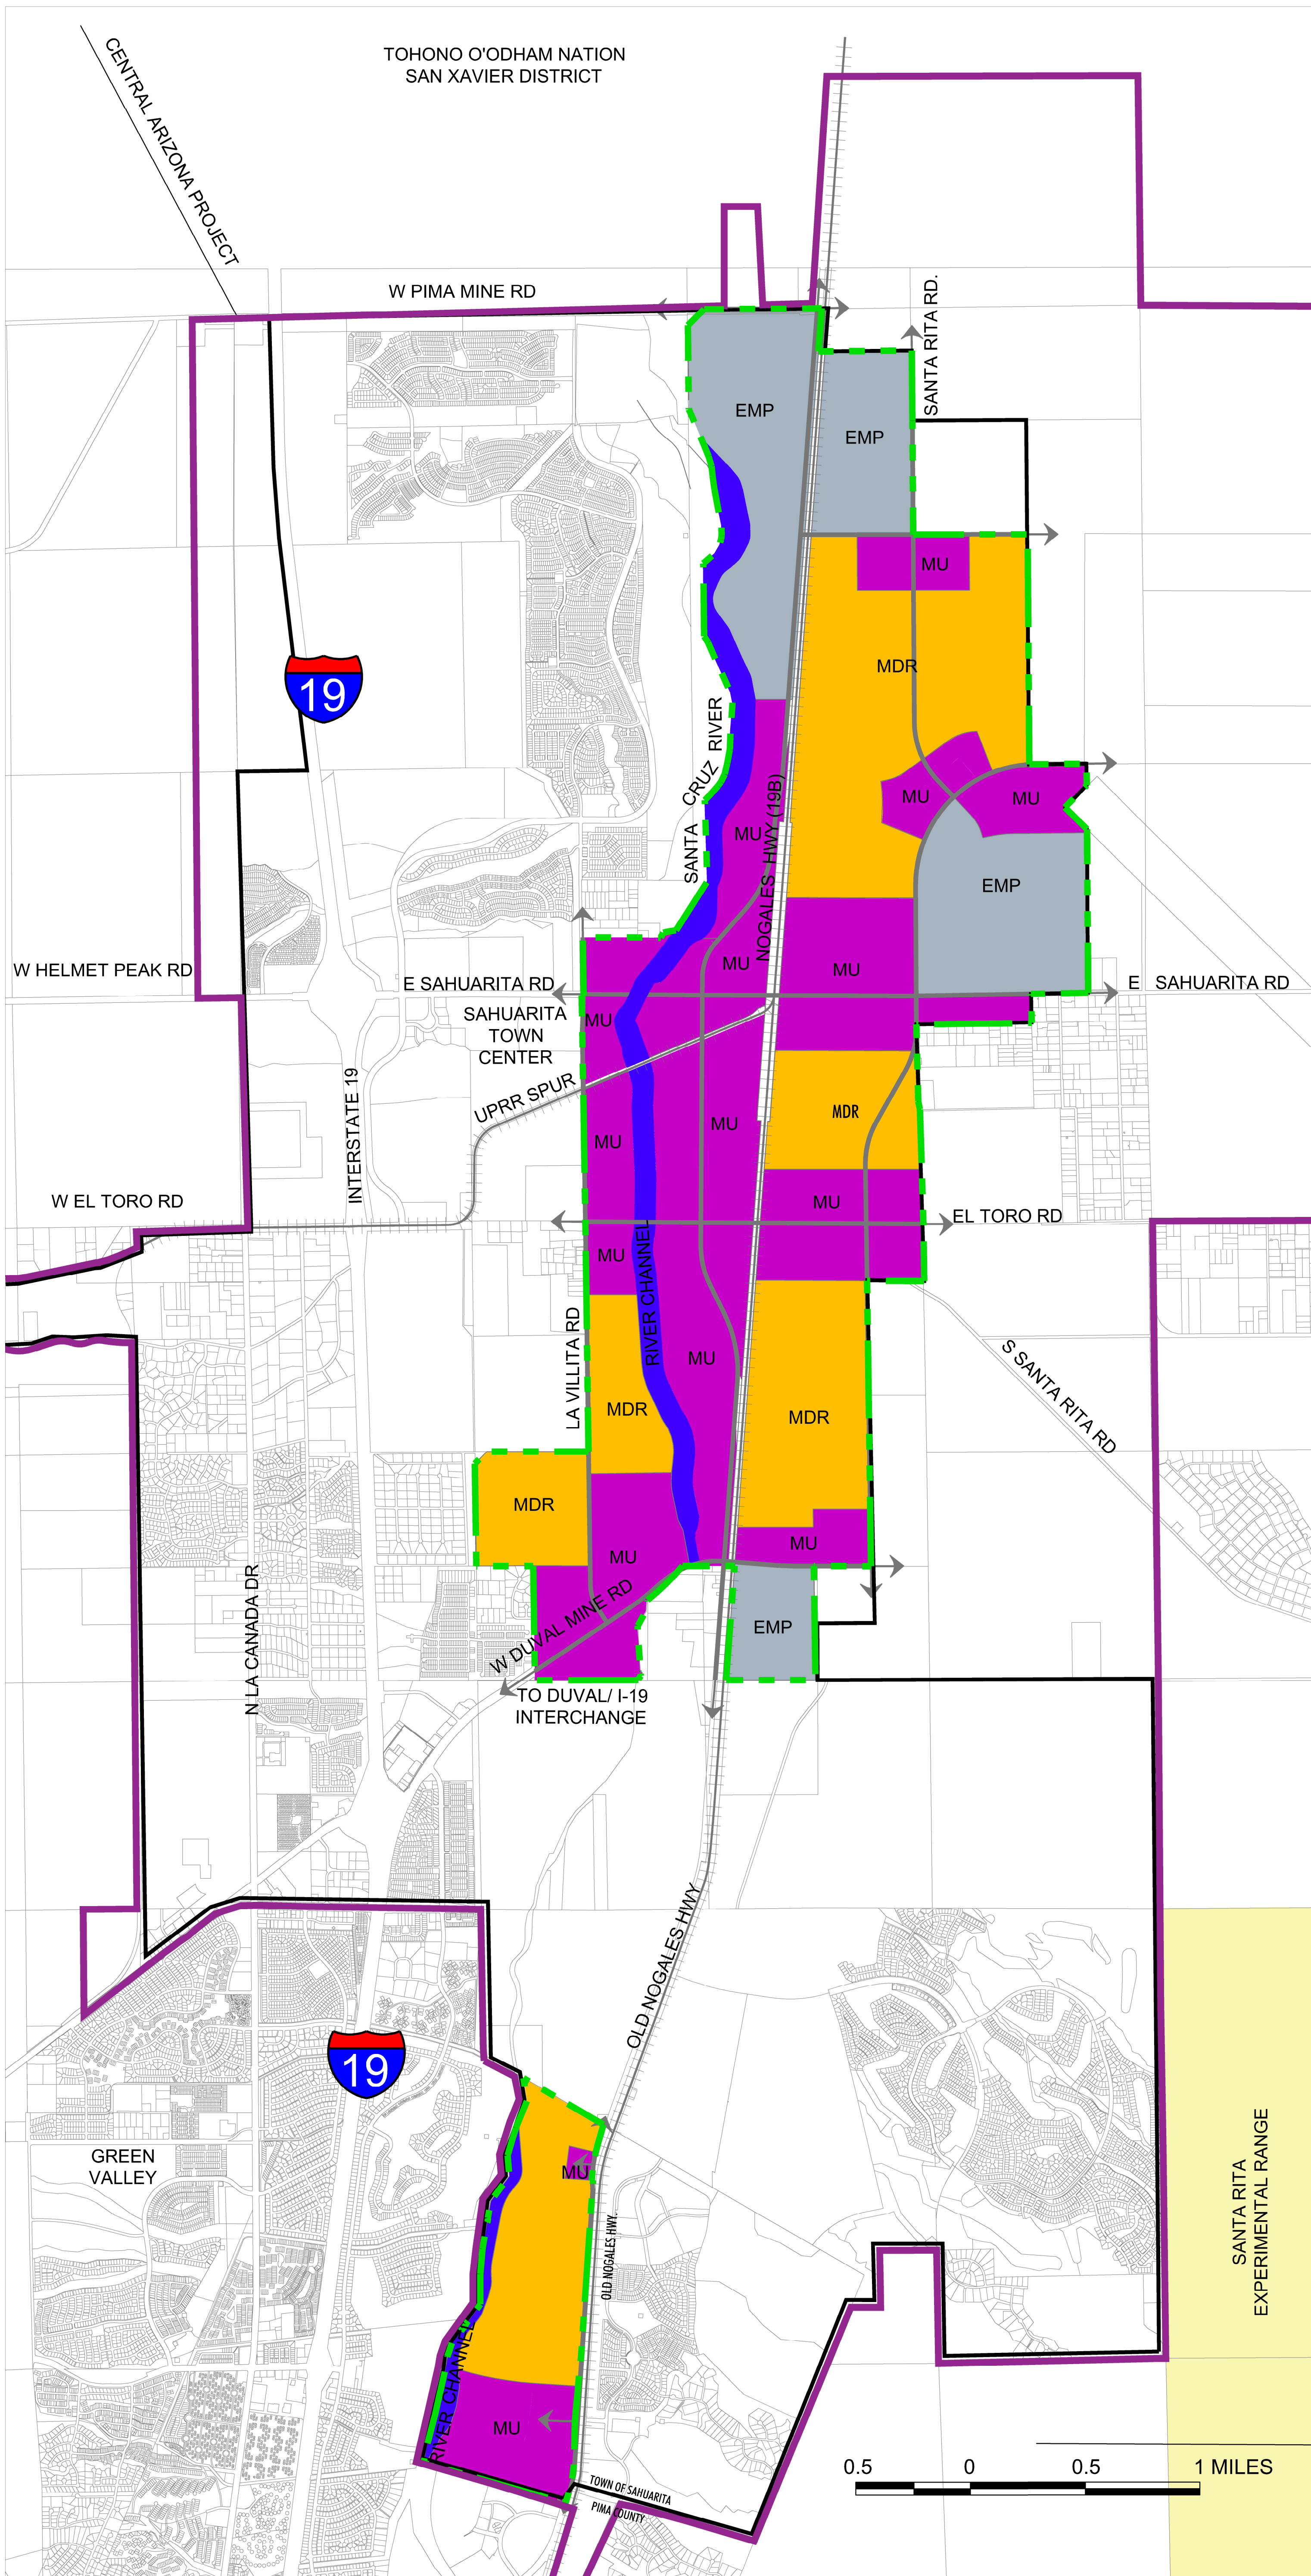 TOHONO O'ODHAM NATION
SAN XAVIER DISTRICT
CENTRAL ARIZONA PROJECT
W PIMA MINE RD
SANTA RITA RD.
EMP
EMP
MU
MDR
19
SANTA CRUZ RIVER
NOGALES HWY (19B)
MU
MU
MU
EMP
W HELMET PEAK RD
E SAHUARITA RD
MU
MU
E SAHUARITA RD
SAHUARITA
TOWN
CENTER
MU
UPRR SPUR
INTERSTATE 19
MU
MU
MDR
W EL TORO RD
MU
EL TORO RD
MU
RIVER CHANNEL
LA VILLITA RD
MU
S SANTA RITA RD
MDR
MDR
MDR
MU
MU
N LA CANADA DR
W DUVAL MINE RD
EMP
TO DUVAL/ I-19
INTERCHANGE
OLD NOGALES HWY
19
GREEN
VALLEY
MU
OLD NOGALES HWY.
SANTA RITA
EXPERIMENTAL RANGE
RIVER CHANNEL
MU
TOWN OF SAHUARITA
PIMA COUNTY
0.5 0 0.5 1 MILES